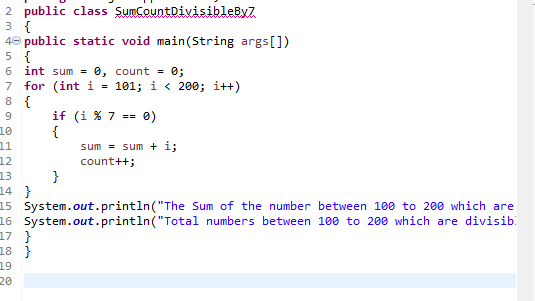 2 public class SumCountDivisibleBy7
3 {
4 public static void main(String args[])
5 {
6 int sum = 0, count = 0;
7 for (int i = 101; i < 200; i++)
8 {
9 if (i % 7 == 0)
10 {
11 sum = sum + i;
12 count++;
13 }
14 }
15 System.out.println("The Sum of the number between 100 to 200 which are
16 System.out.println("Total numbers between 100 to 200 which are
17 }
18 }
19
20